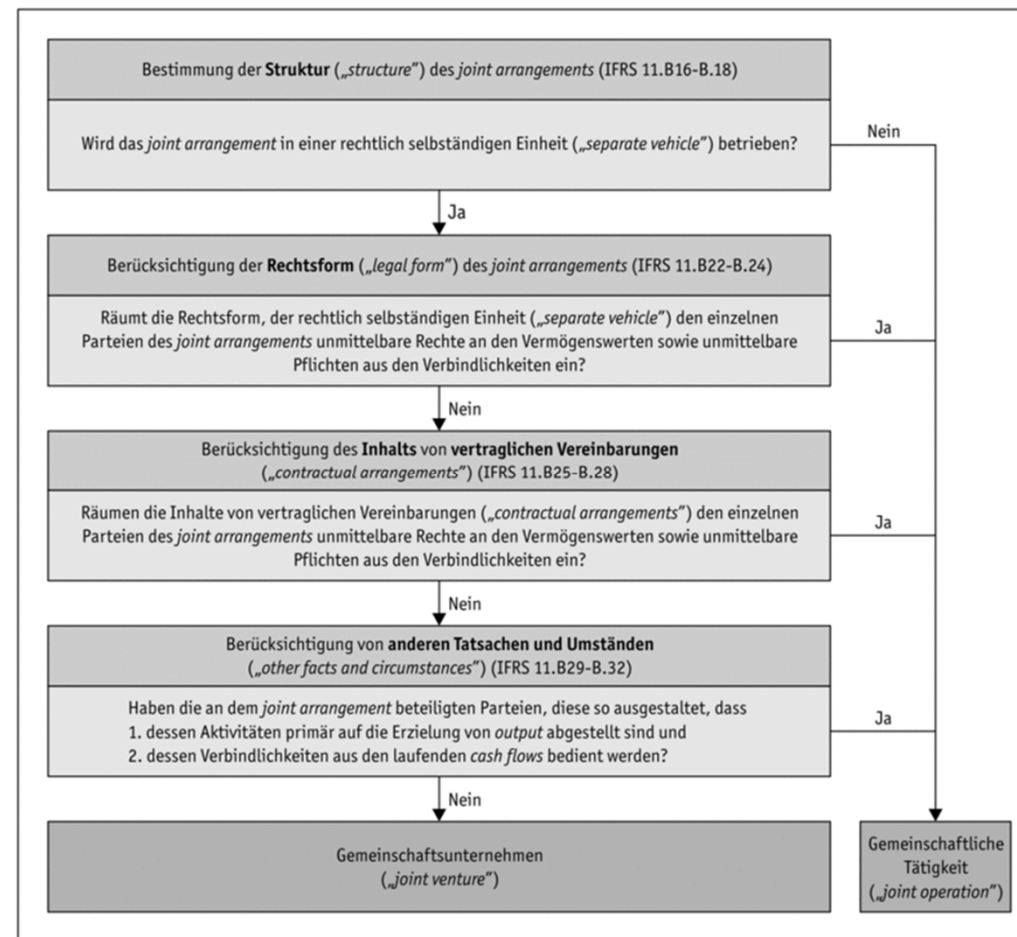 Bestimmung der Struktur („structure”) des joint arrangements (IFRS 11.B16-B.18)
Wird das joint arrangement in einer rechtlich selbständigen Einheit („separate vehicle”) betrieben?
Nein
Ja
Berücksichtigung der Rechtsform („legal form”) des joint arrangements (IFRS 11.B22-B.24)
Räumt die Rechtsform, der rechtlich selbständigen Einheit („separate vehicle”) den einzelnen
Parteien des joint arrangements unmittelbare Rechte an den Vermögenswerten sowie unmittelbare
Pflichten aus den Verbindlichkeiten ein?
Ja
Nein
Berücksichtigung des Inhalts von vertraglichen Vereinbarungen
(„contractual arrangements”) (IFRS 11.B25-B.28)
Räumen die Inhalte von vertraglichen Vereinbarungen („contractual arrangements”) den einzelnen
Parteien des joint arrangements unmittelbare Rechte an den Vermögenswerten sowie unmittelbare
Pflichten aus den Verbindlichkeiten ein?
Ja
Nein
Berücksichtigung von anderen Tatsachen und Umständen
(„other facts and circumstances”) (IFRS 11.B29-B.32)
Haben die an dem joint arrangement beteiligten Parteien, diese so ausgestaltet, dass
1. dessen Aktivitäten primär auf die Erzielung von output abgestellt sind und
2. dessen Verbindlichkeiten aus den laufenden cash flows bedient werden?
Ja
Nein
Gemeinschaftsunternehmen
(„joint venture”)
Gemeinschaftliche
Tätigkeit
(„joint operation”)